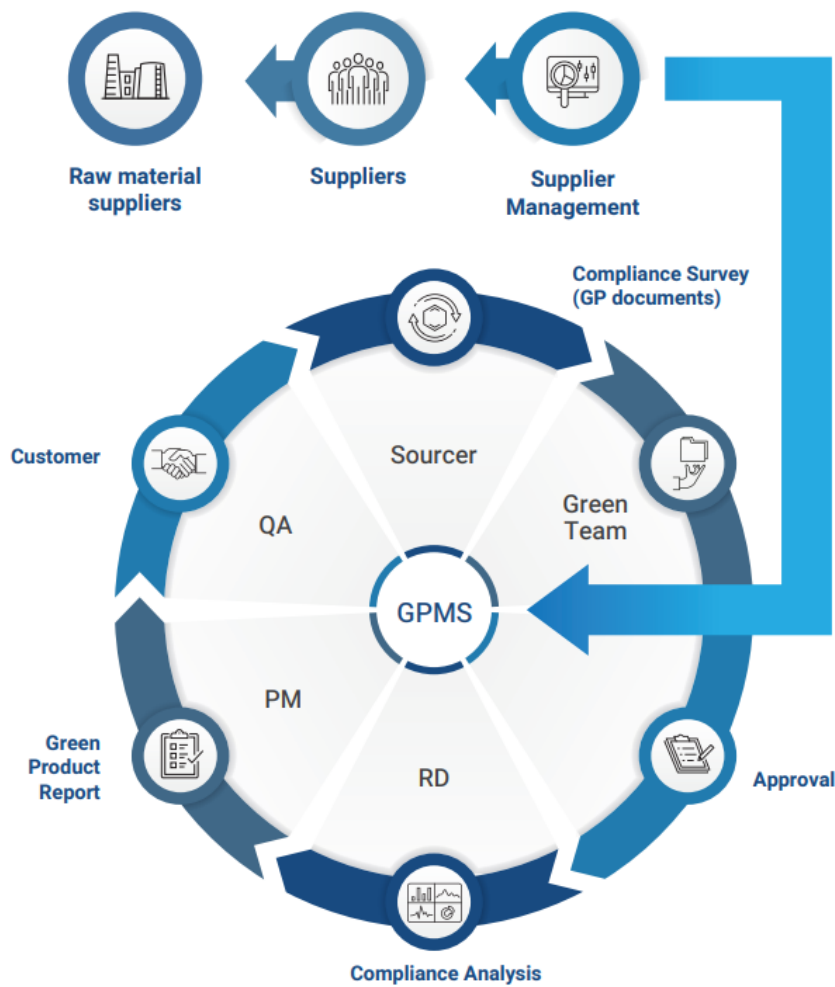 Raw material
suppliers
Suppliers
Supplier
Management
Compliance Survey
(GP documents)
Customer
Sourcer
Green
Team
QA
GPMS
PM
RD
Green
Product
Report
Approval
Compliance Analysis